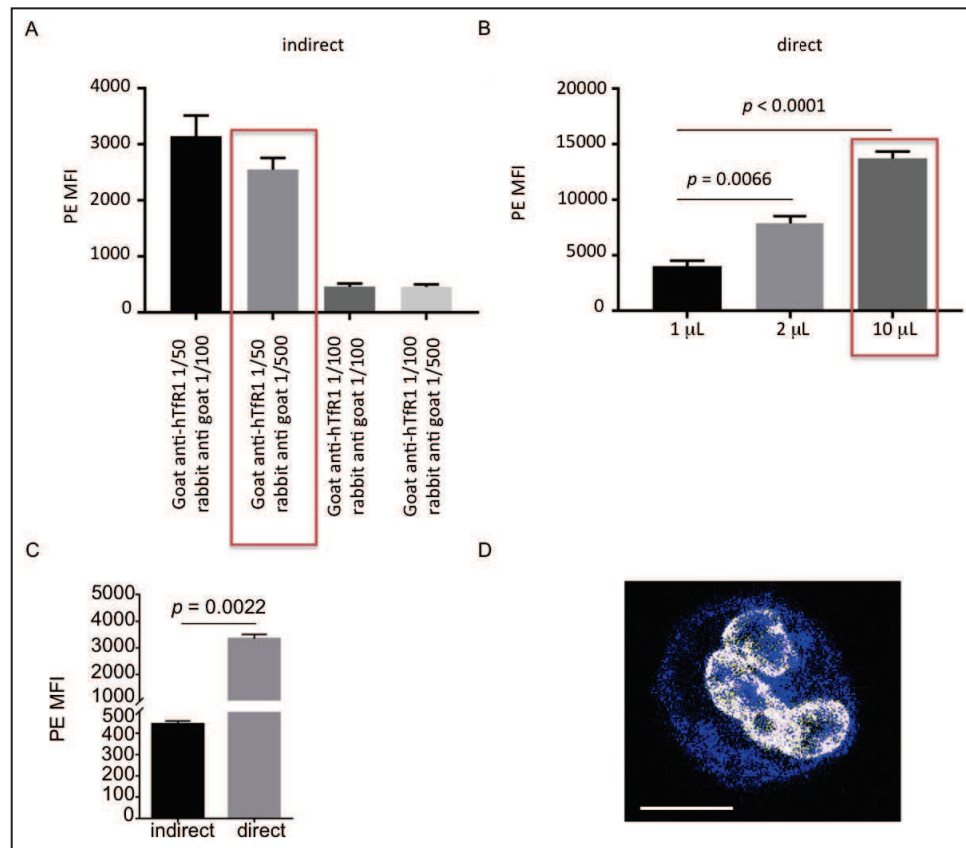 A
indirect
PE MFI
4000
3000
2000
1000
0
Goat anti-hTfR1 1/50
rabbit anti goat 1/100
Goat anti-hTfR1 1/50
rabbit anti goat 1/500
Goat anti-hTfR1 1/100
rabbit anti goat 1/100
Goat anti-hTfR1 1/100
rabbit anti goat 1/500
B
direct
PE MFI
20000
15000
10000
5000
0
p < 0.0001
p = 0.0066
1 μL
2 μL
10 μL
C
PE MFI
5000
4000
3000
2000
1000
500
400
300
200
100
0
p = 0.0022
indirect
direct
D